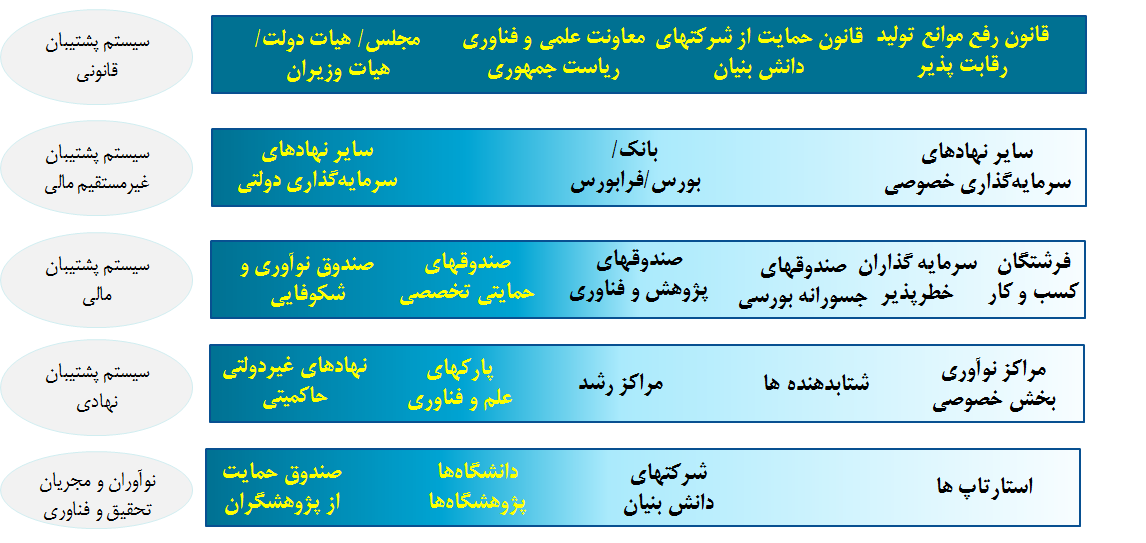 سیستم پشتیبان
قانونی
قانون رفع موانع تولید
رقابت پذیر
قانون حمایت از شرکتهای
دانش بنیان
معاونت علمی و فناوری
ریاست جمهوری
مجلس/ هیات دولت/
هیات وزیران
سیستم پشتیبان
غیرمستقیم مالی
سایر نهادهای
سرمایه‌گذاری خصوصی
بانک/
بورس/فرابورس
سایر نهادهای
سرمایه‌گذاری دولتی
سیستم پشتیبان
مالی
فرشتگان
کسب و کار
سرمایه گذاران
خطرپذیر
صندوقهای
جسورانه بورسی
صندوقهای
پژوهش و فناوری
صندوقهای
حمایتی تخصصی
صندوق نوآوری و
شکوفایی
سیستم پشتیبان
نهادی
مراکز نوآوری
بخش خصوصی
شتابدهنده ها
مراکز رشد
پارکهای
علم و فناوری
نهادهای غیردولتی
حاکمیتی
نوآوران و مجریان
تحقیق و فناوری
استارتاپ ها
شرکتهای
دانش بنیان
دانشگاه‌ها
پژوهشگاه‌ها
صندوق حمایت
از پژوهشگران